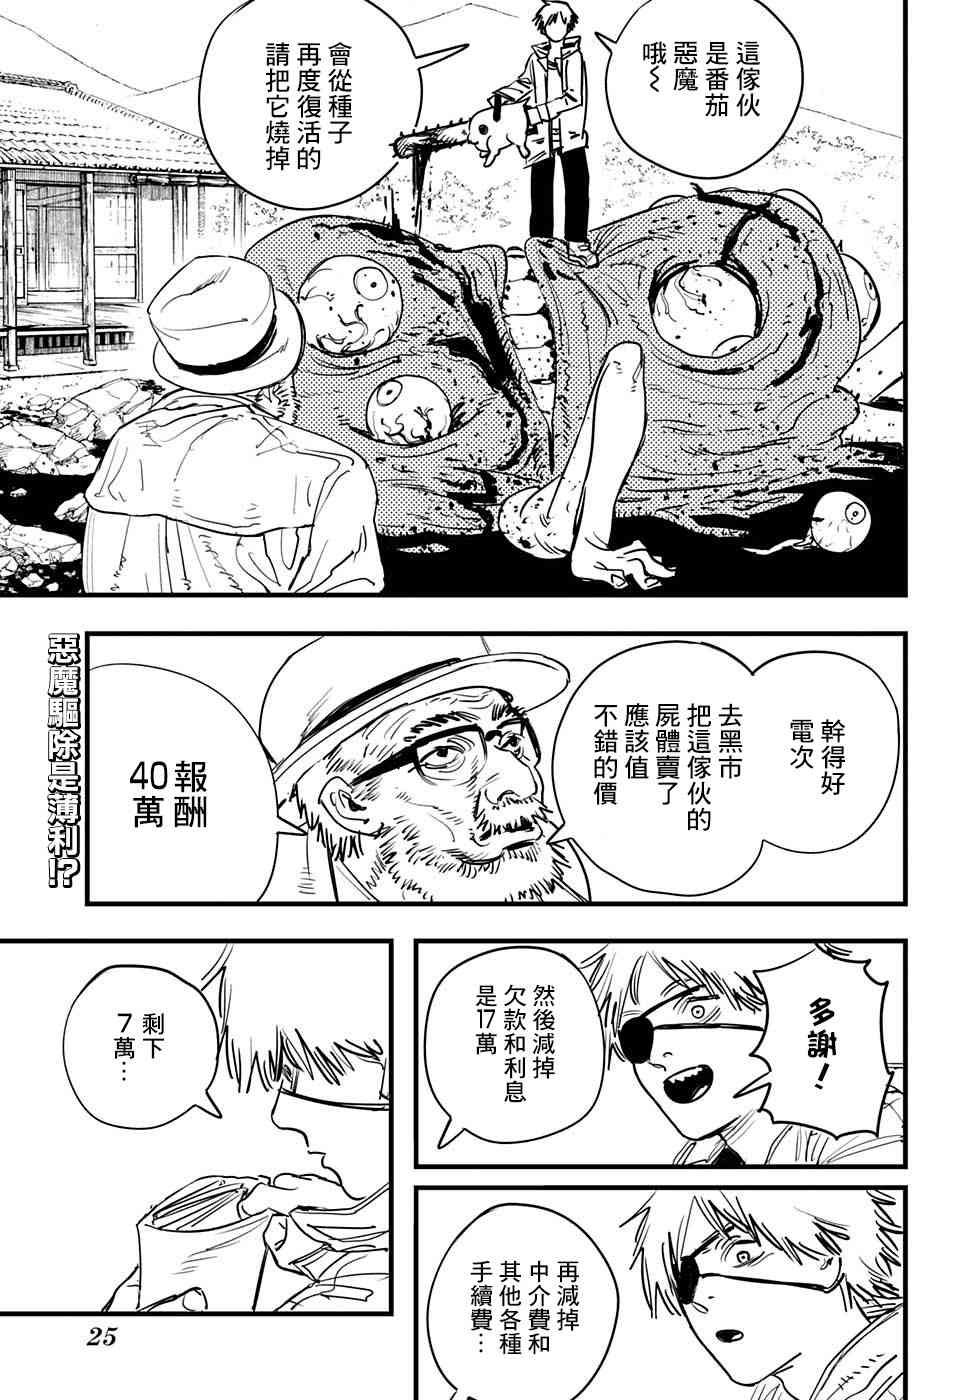 這傢伙
是番茄
惡魔
哦～
會從種子
再度復活的
請把它燒掉
幹得好
電次
去黑市
把這傢伙的
屍體賣了
應該值
不錯的價
報酬
40萬
惡魔驅除是薄利!?
多謝！
然後減掉
欠款和利息
是17萬
再減掉
中介費和
其他各種
手續費…
剩下
7萬…
25